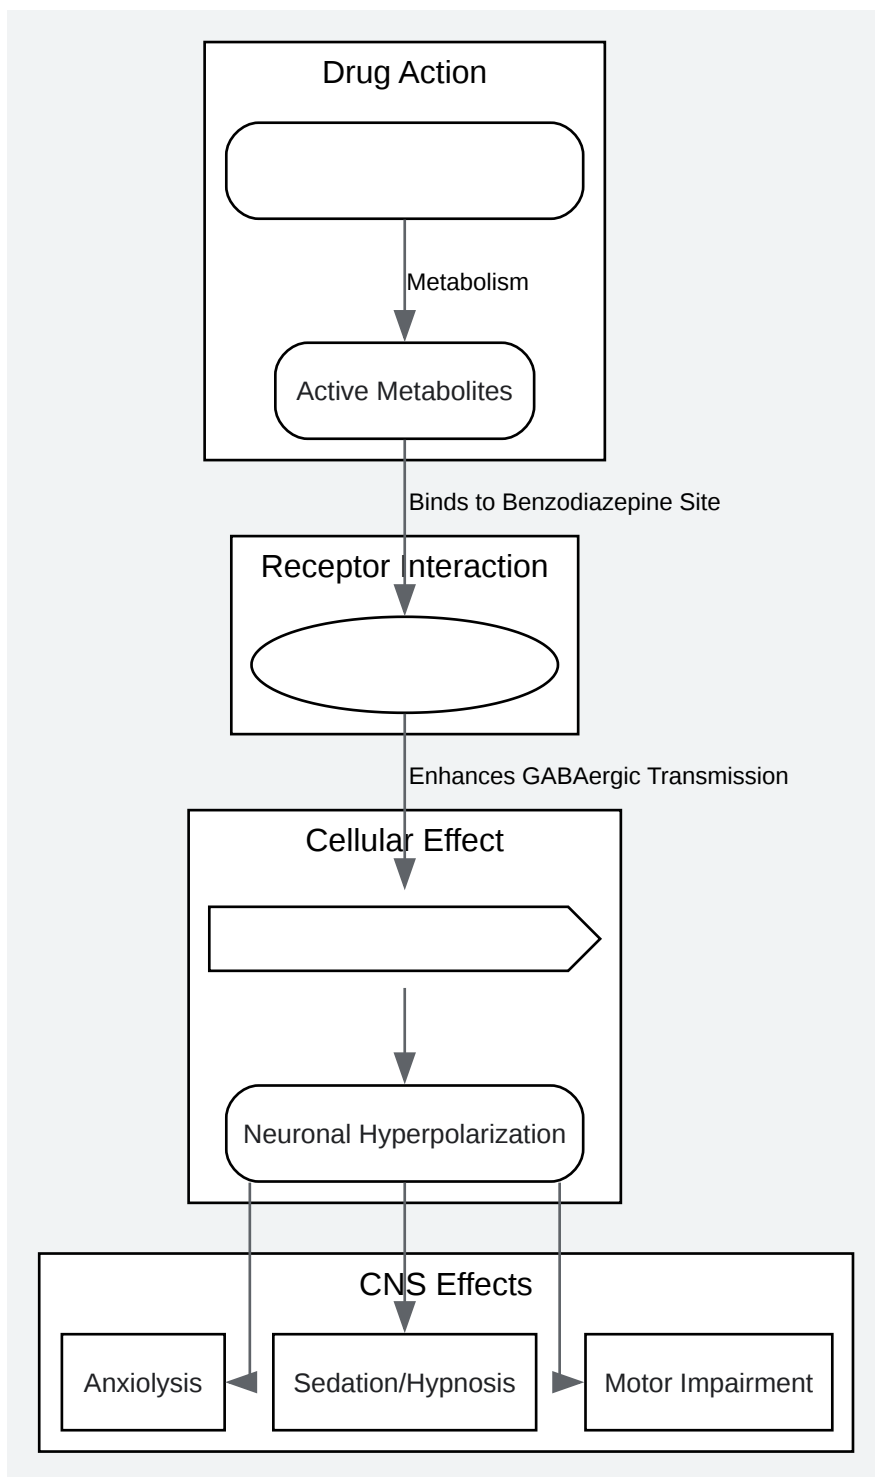 Drug Action
Metabolism
Active Metabolites
Binds to Benzodiazepine Site
Receptor Interaction
Enhances GABAergic Transmission
Cellular Effect
Neuronal Hyperpolarization
CNS Effects
Anxiolysis
Sedation/Hypnosis
Motor Impairment